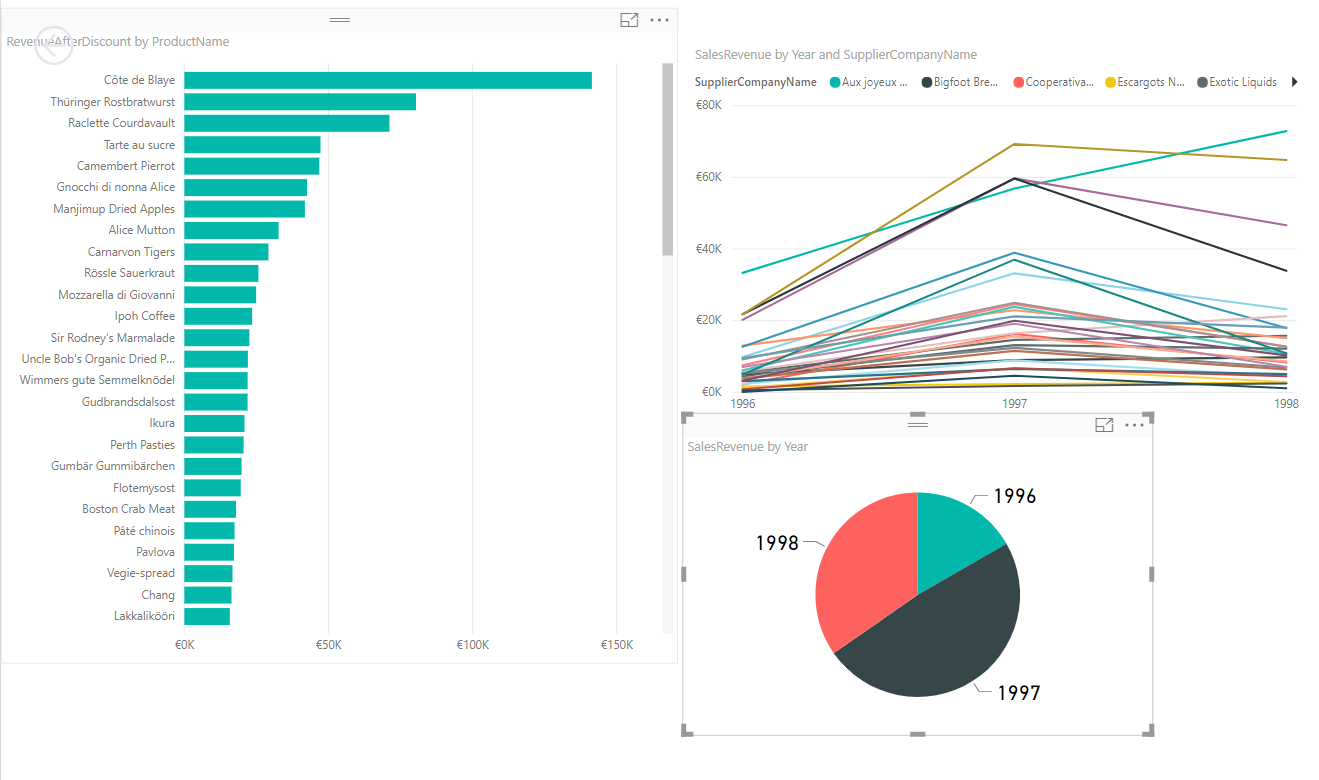 RevenueAfterDiscount by ProductName
Côte de Blaye
Thüringer Rostbratwurst
Raclette Courdavault
Tarte au sucre
Camembert Pierrot
Gnocchi di nonna Alice
Manjimup Dried Apples
Alice Mutton
Carnarvon Tigers
Rössle Sauerkraut
Mozzarella di Giovanni
Ipoh Coffee
Sir Rodney's Marmalade
Uncle Bob's Organic Dried P...
Wimmers gute Semmelknödel
Gudbrandsdalsost
Ikura
Perth Pasties
Gumbär Gummibärchen
Flotemysost
Boston Crab Meat
Pâté chinois
Pavlova
Vegie-spread
Chang
Lakkalikööri
€0K €50K €100K €150K
SalesRevenue by Year and SupplierCompanyName
SupplierCompanyName Aux joyeux ... Bigfoot Bre... Cooperativa... Escargots N... Exotic Liquids
€80K
€60K
€40K
€20K
€0K
1996 1997 1998
SalesRevenue by Year
1996
1998
1997